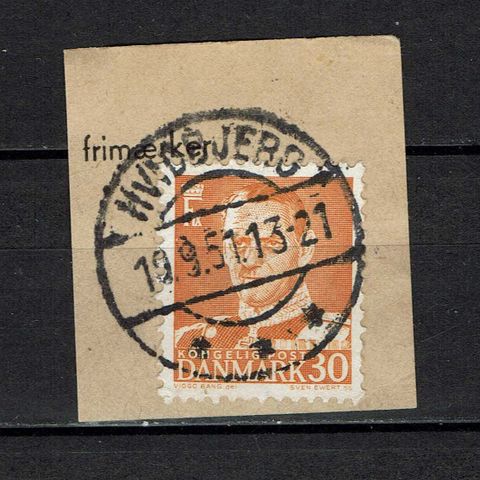 frimærker
HVIDBJERG
19.9.51.13-21
KONGELIG POST
DANMARK 30
VIGGO BANG del. SVEN EWERT sc.